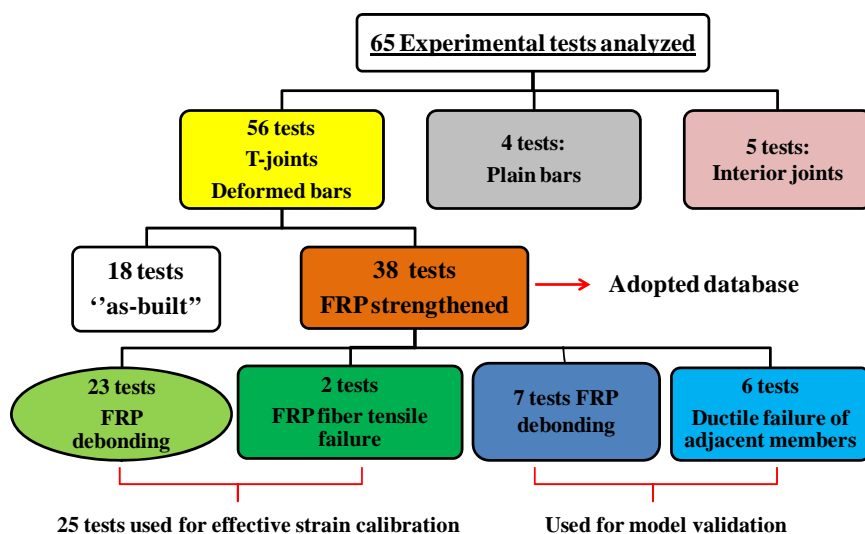 65 Experimental tests analyzed
56 tests
T-joints
Deformed bars
4 tests:
Plain bars
5 tests:
Interior joints
18 tests
‘’as-built”
38 tests
FRP strengthened
Adopted database
23 tests
FRP
debonding
2 tests
FRP fiber tensile
failure
7 tests FRP
debonding
6 tests
Ductile failure of
adjacent members
25 tests used for effective strain calibration
Used for model validation